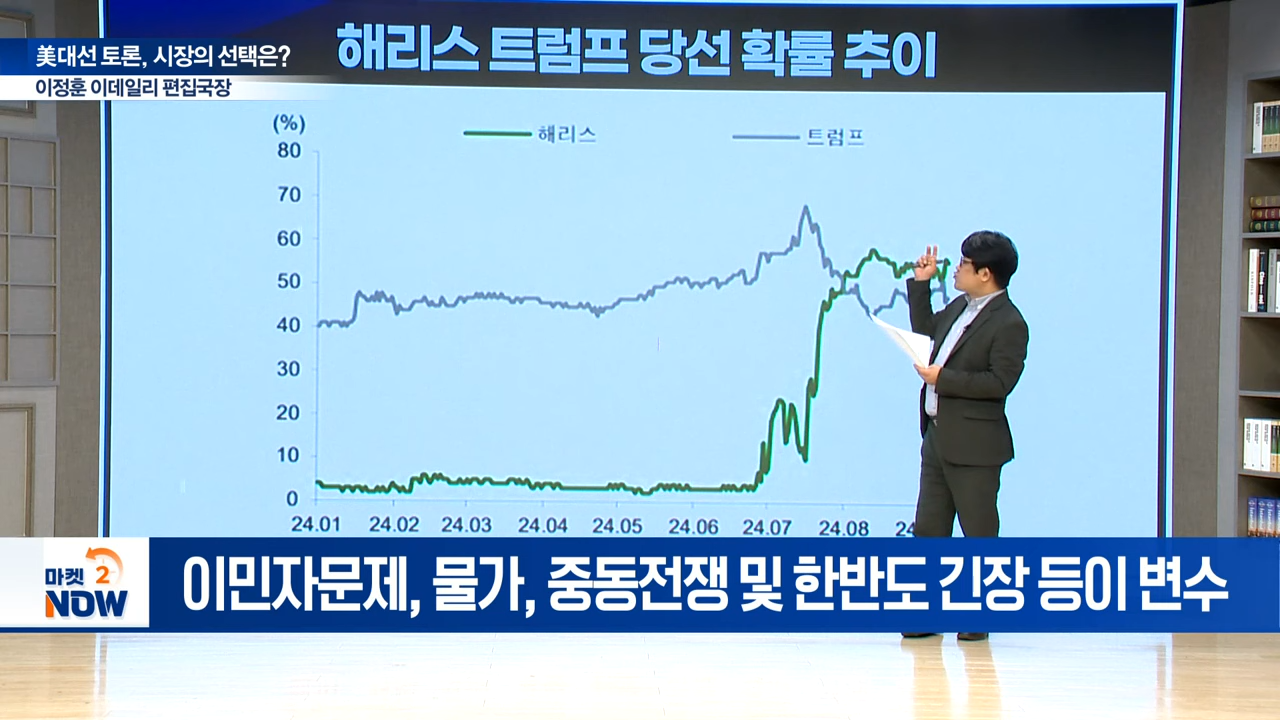 美대선 토론, 시장의 선택은?
이정훈 이데일리 편집국장
해리스 트럼프 당선 확률 추이
(%)
해리스
트럼프
80
70
60
50
40
30
20
10
0
24.01 24.02 24.03 24.04 24.05 24.06 24.07 24.08
마켓 2
NOW
이민자문제, 물가, 중동전쟁 및 한반도 긴장 등이 변수